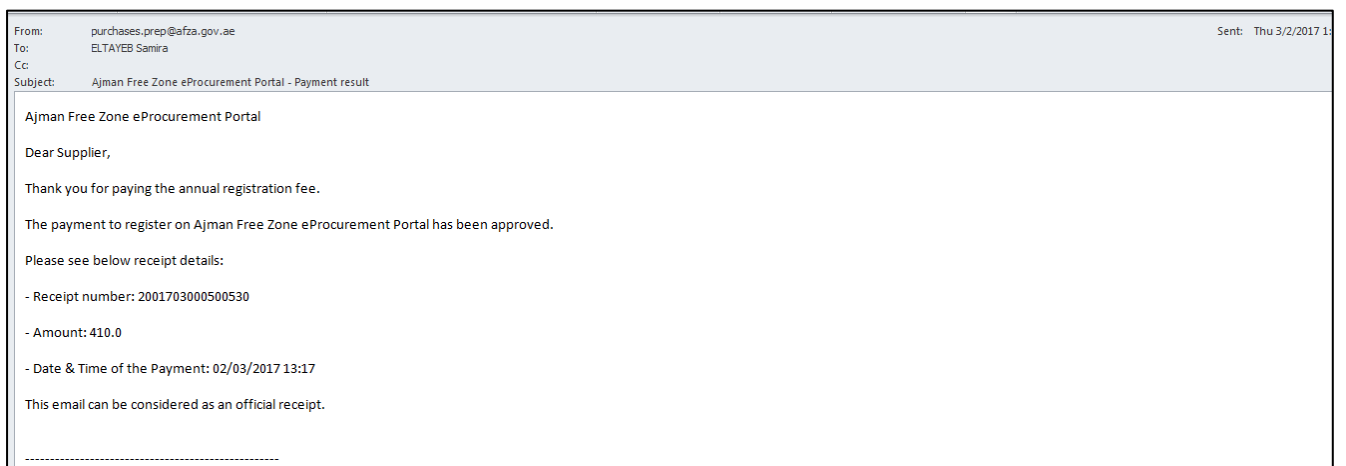 From: purchases.prep@afza.gov.ae Sent: Thu 3/2/2017 1:
To: ELTAYEB Samira
Cc:
Subject: Ajman Free Zone eProcurement Portal - Payment result
Ajman Free Zone eProcurement Portal
Dear Supplier,
Thank you for paying the annual registration fee.
The payment to register on Ajman Free Zone eProcurement Portal has been approved.
Please see below receipt details:
- Receipt number: 2001703000500530
- Amount: 410.0
- Date & Time of the Payment: 02/03/2017 13:17
This email can be considered as an official receipt.
---------------------------------------------------